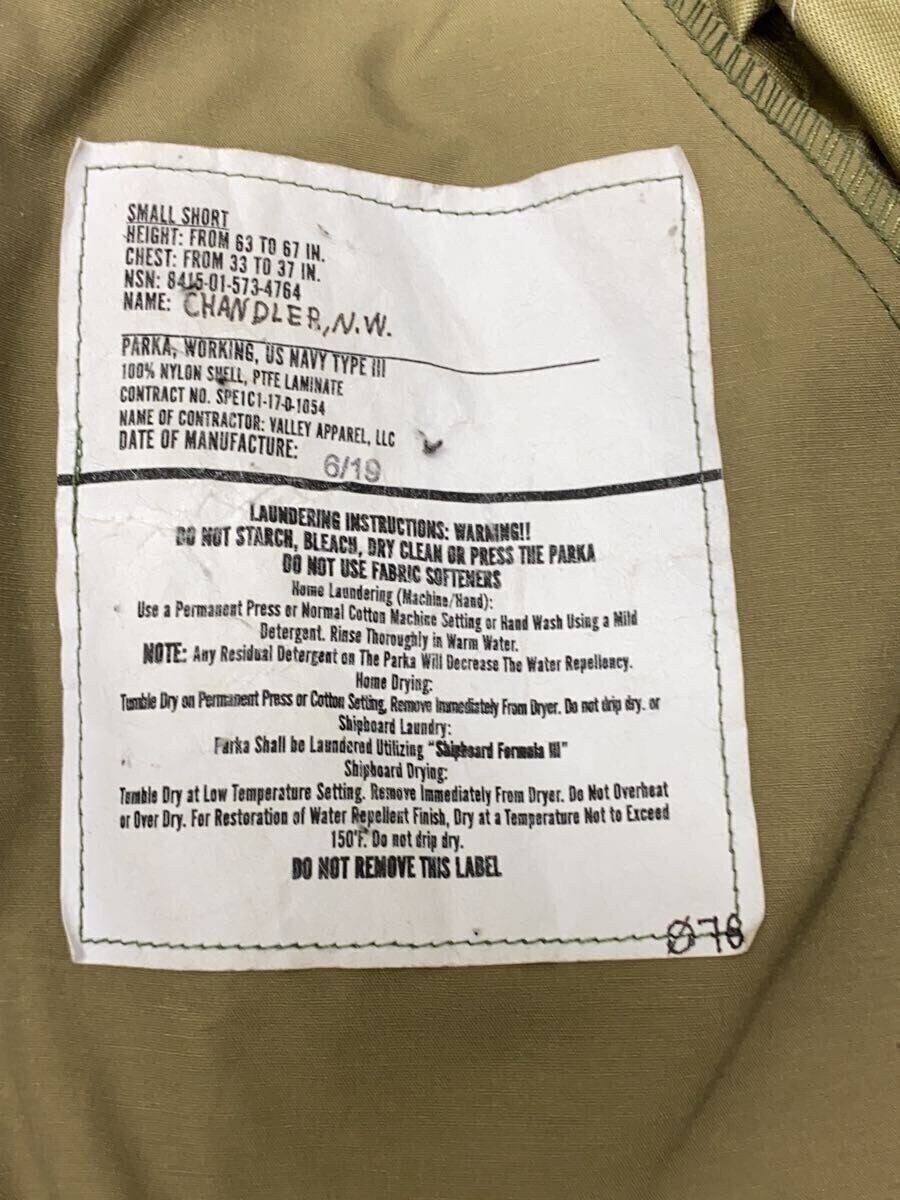 SMALL SHORT
HEIGHT: FROM 63 TO 67 IN.
CHEST: FROM 33 TO 37 IN.
NSN: 8415-01-573-4764
NAME: CHANDLER, N.W.
PARKA, WORKING, US NAVY TYPE III
100% NYLON SHELL, PTFE LAMINATE
CONTRACT NO. SPE1C1-17-D-1054
NAME OF CONTRACTOR: VALLEY APPAREL, LLC
DATE OF MANUFACTURE: 6/19
LAUNDERING INSTRUCTIONS: WARNING!!
DO NOT STARCH, BLEACH, DRY CLEAN OR PRESS THE PARKA
DO NOT USE FABRIC SOFTENERS
Home Laundering (Machine/Hand):
Use a Permanent Press or Normal Cotton Machine Setting or Hand Wash Using a Mild
Detergent. Rinse Thoroughly in Warm Water.
NOTE: Any Residual Detergent on The Parka Will Decrease The Water Repellency.
Home Drying:
Tumble Dry on Permanent Press or Cotton Setting, Remove Immediately From Dryer. Do not drip dry. or
Shipboard Laundry:
Parka Shall be Laundered Utilizing "Shipboard Formula III"
Shipboard Drying:
Tumble Dry at Low Temperature Setting. Remove Immediately From Dryer. Do Not Overheat
or Over Dry. For Restoration of Water Repellent Finish, Dry at a Temperature Not to Exceed
150°F. Do not drip dry.
DO NOT REMOVE THIS LABEL
Ø78